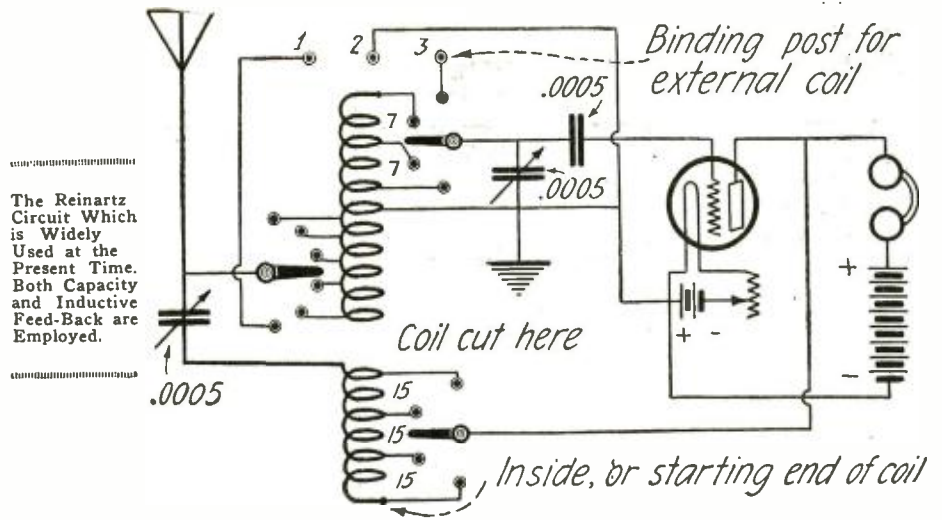 1 2 3
Binding post for
external coil
.0005
7
7
.0005
The Reinartz
Circuit Which
is Widely
Used at the
Present Time.
Both Capacity
and Inductive
Feed-Back are
Employed.
+
+ -
-
Coil cut here
.0005
15
15
15
Inside, or starting end of coil